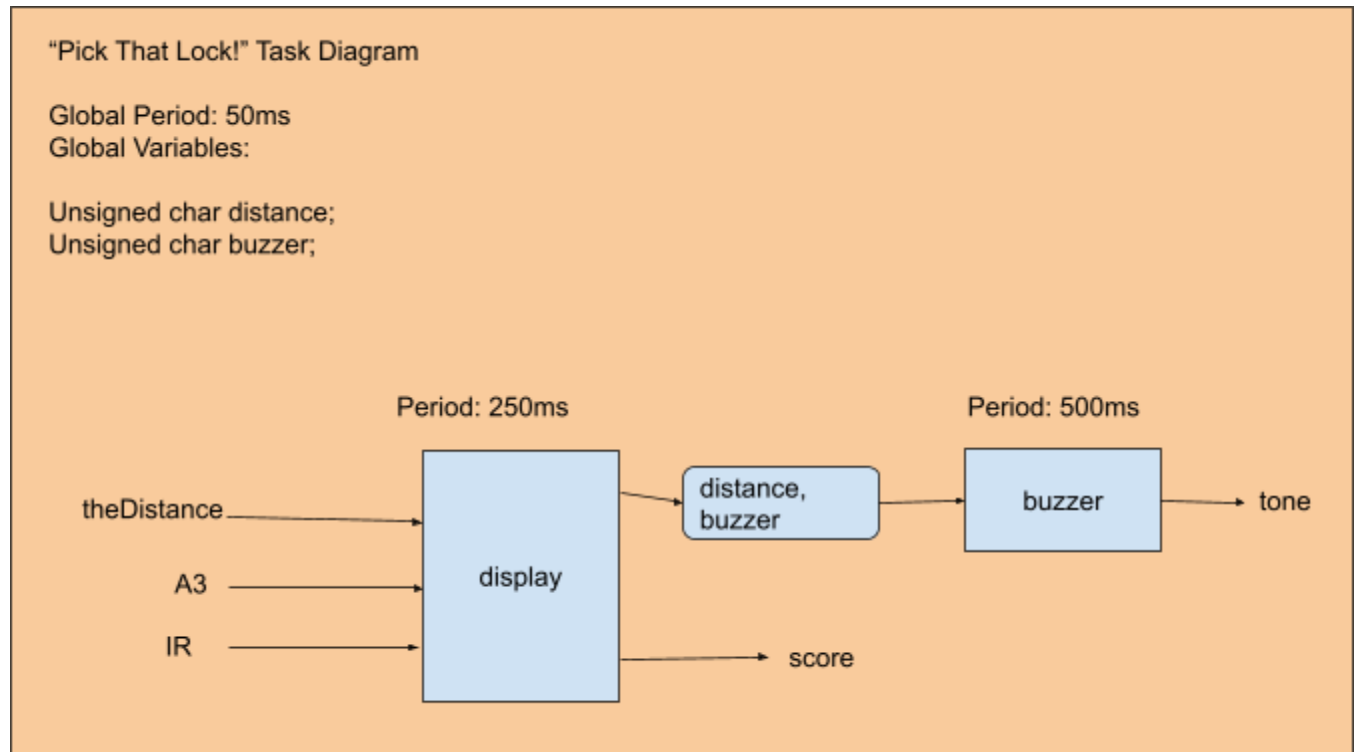 “Pick That Lock!” Task Diagram
Global Period: 50ms
Global Variables:
Unsigned char distance;
Unsigned char buzzer;
Period: 250ms
Period: 500ms
theDistance
A3
IR
display
distance,
buzzer
buzzer
tone
score